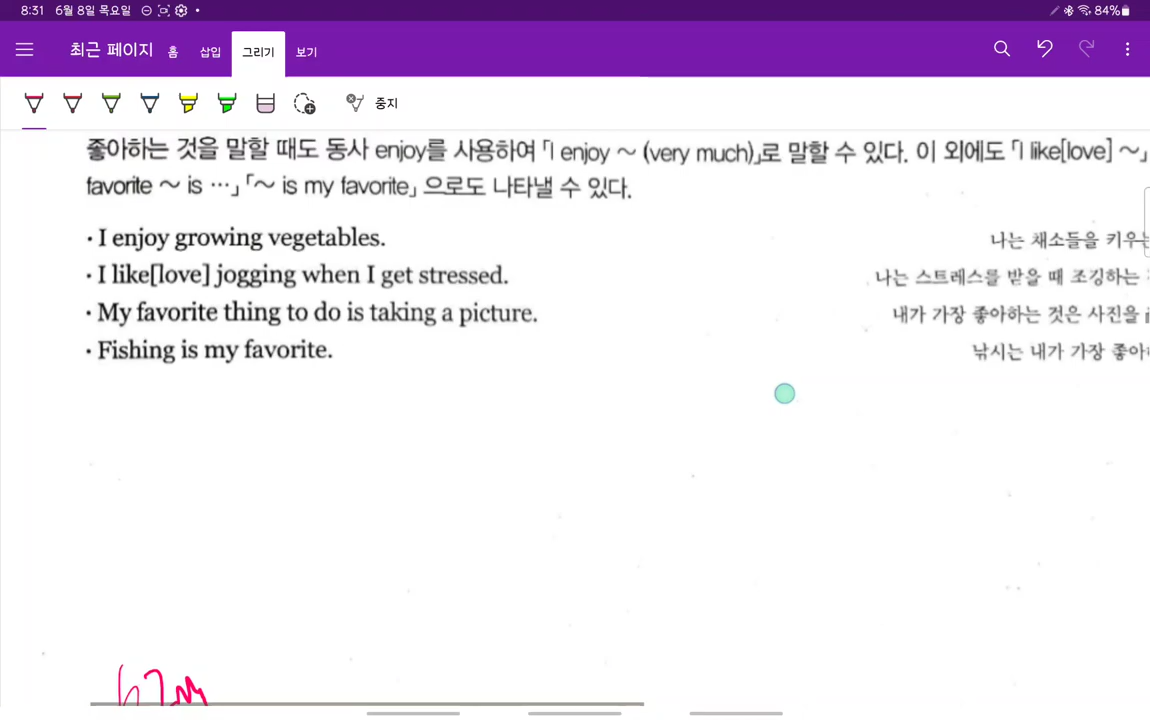 8:31 6월 8일 목요일 84%
최근 페이지 홈 삽입 그리기 보기
중지
좋아하는 것을 말할 때도 동사 enjoy를 사용하여 「I enjoy ~ (very much)」로 말할 수 있다. 이 외에도 「I like[love] ~」
favorite ~ is …」 「~ is my favorite」 으로도 나타낼 수 있다.
· I enjoy growing vegetables. 나는 채소들을 키우는
· I like[love] jogging when I get stressed. 나는 스트레스를 받을 때 조깅하는
· My favorite thing to do is taking a picture. 내가 가장 좋아하는 것은 사진을
· Fishing is my favorite. 낚시는 내가 가장 좋아